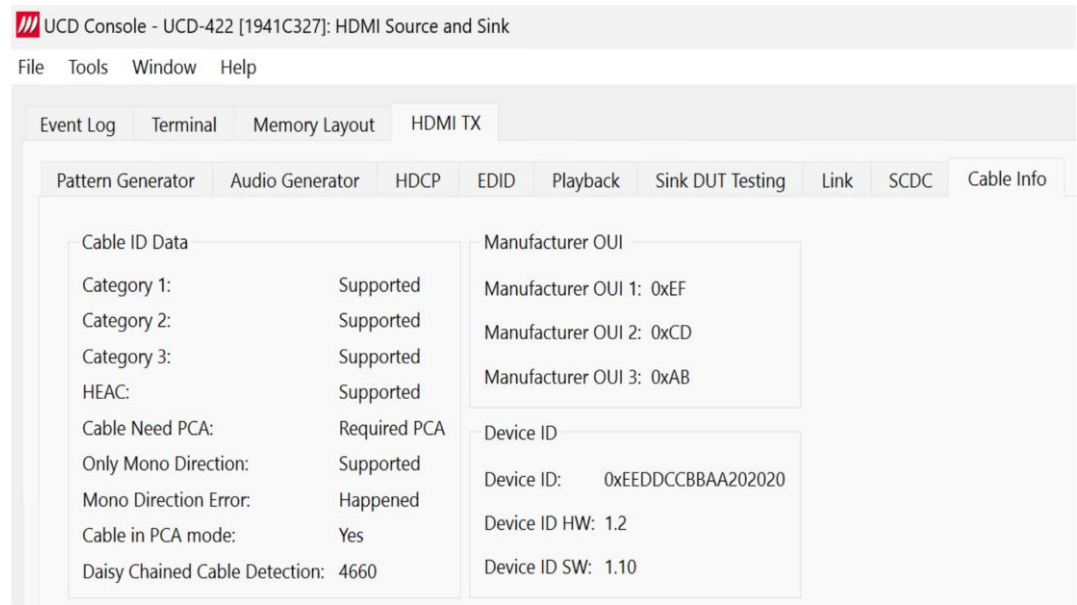 UCD Console - UCD-422 [1941C327]: HDMI Source and Sink
File Tools Window Help
Event Log Terminal Memory Layout HDMI TX
Pattern Generator Audio Generator HDCP EDID Playback Sink DUT Testing Link SCDC Cable Info
Cable ID Data
Category 1: Supported
Category 2: Supported
Category 3: Supported
HEAC: Supported
Cable Need PCA: Required PCA
Only Mono Direction: Supported
Mono Direction Error: Happened
Cable in PCA mode: Yes
Daisy Chained Cable Detection: 4660
Manufacturer OUI
Manufacturer OUI 1: 0xEF
Manufacturer OUI 2: 0xCD
Manufacturer OUI 3: 0xAB
Device ID
Device ID: 0xEEDDCCBBAA202020
Device ID HW: 1.2
Device ID SW: 1.10